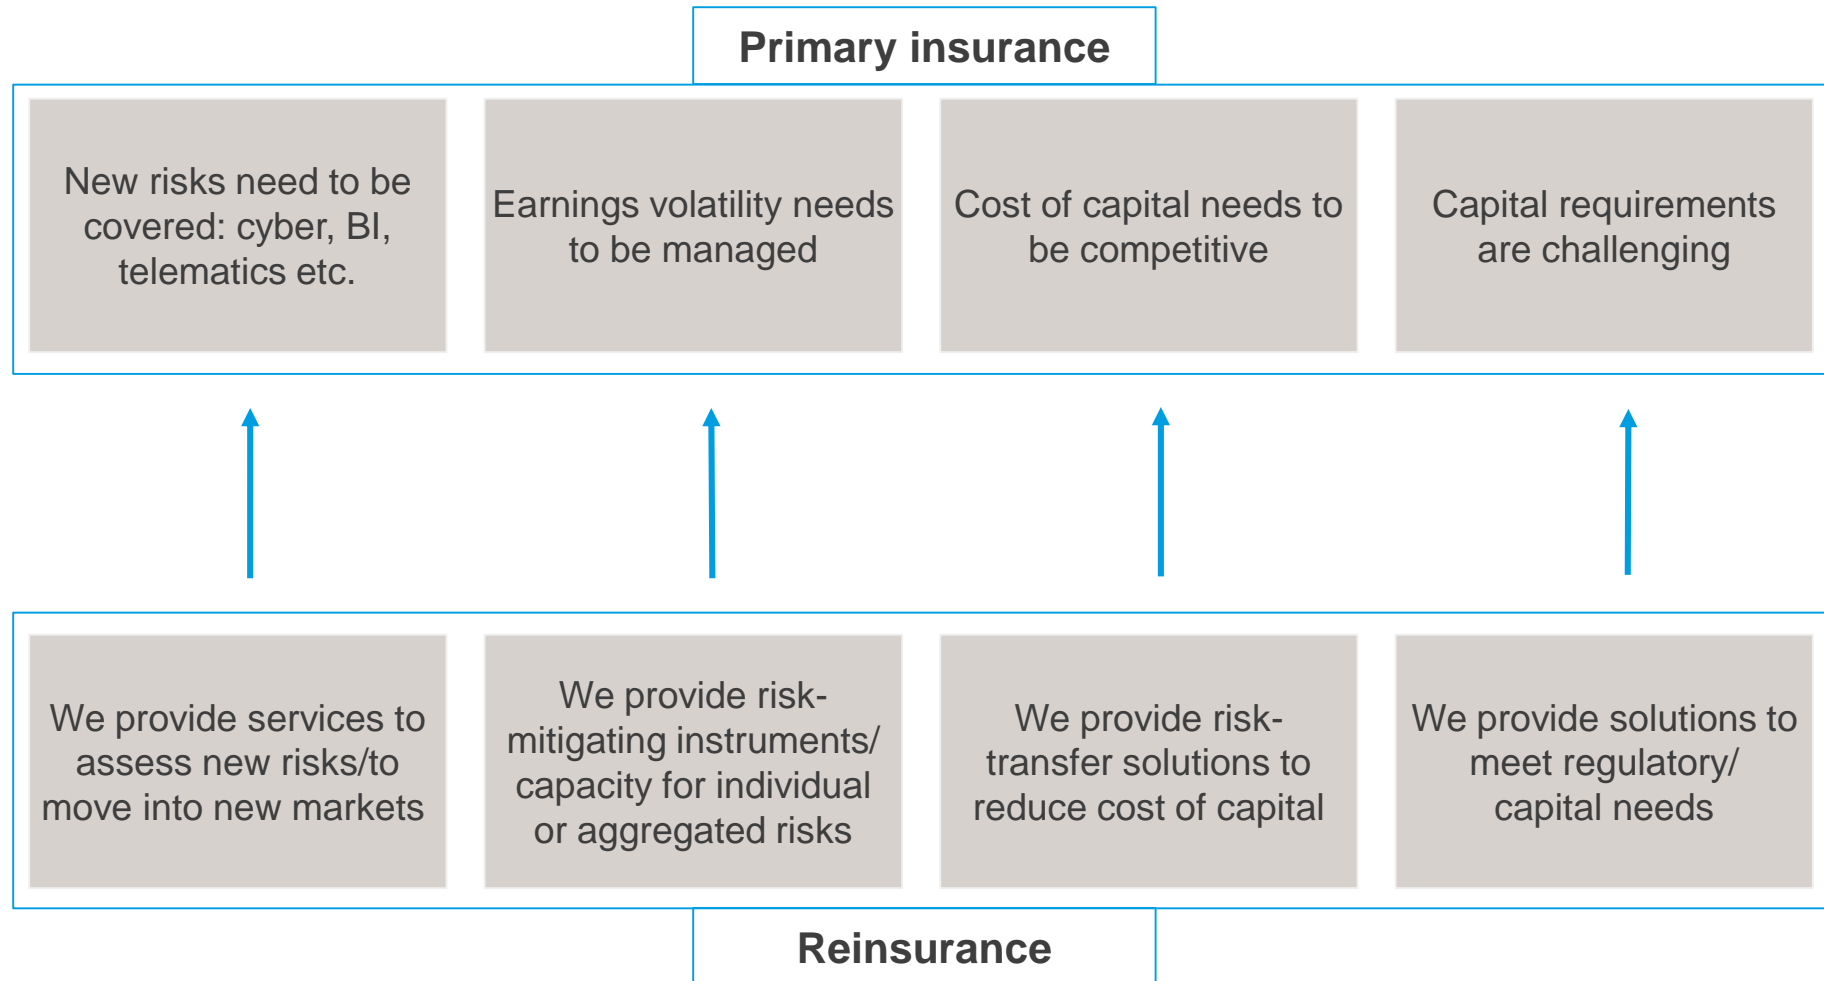 Primary insurance
New risks need to be
covered: cyber, BI,
telematics etc.
Earnings volatility needs
to be managed
Cost of capital needs to
be competitive
Capital requirements
are challenging
We provide services to
assess new risks/to
move into new markets
We provide risk-
mitigating instruments/
capacity for individual
or aggregated risks
We provide risk-
transfer solutions to
reduce cost of capital
We provide solutions to
meet regulatory/
capital needs
Reinsurance